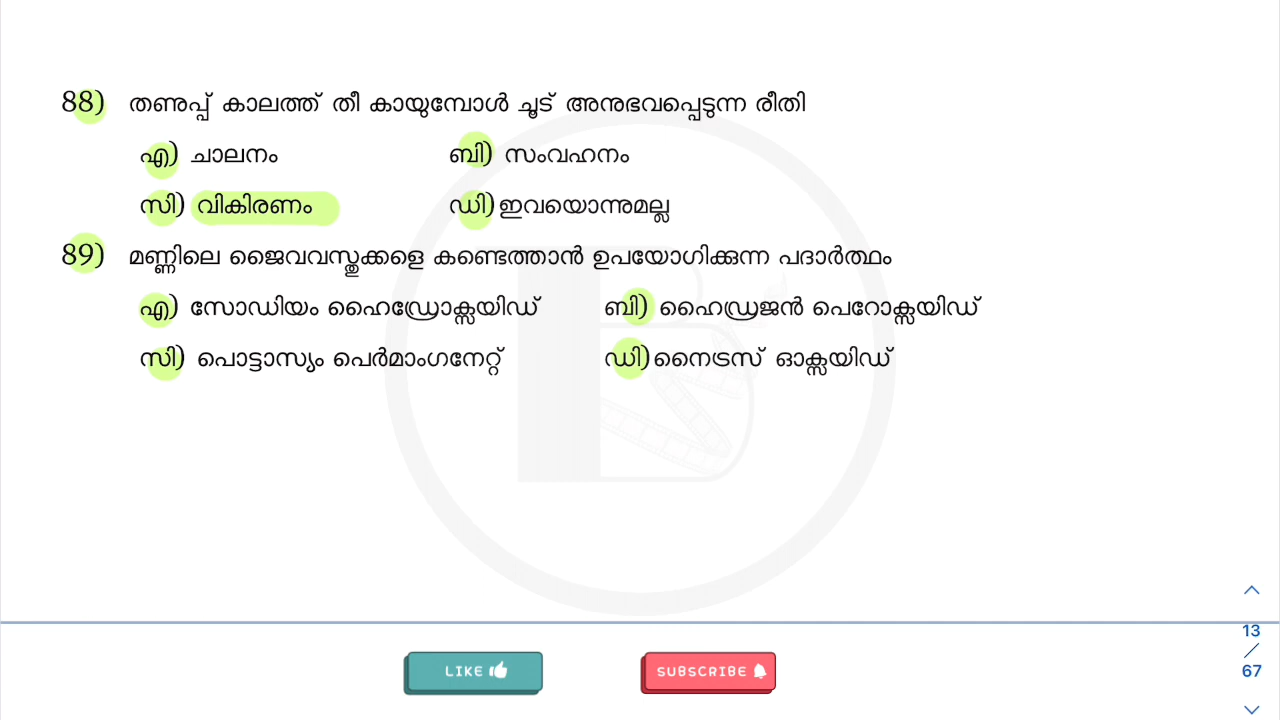 88) തണുപ്പ് കാലത്ത് തീ കായുമ്പോൾ ചൂട് അനുഭവപ്പെടുന്ന രീതി
എ) ചാലനം ബി) സംവഹനം
സി) വികിരണം ഡി) ഇവയൊന്നുമല്ല
89) മണ്ണിലെ ജൈവവസ്തുക്കളെ കണ്ടെത്താൻ ഉപയോഗിക്കുന്ന പദാർത്ഥം
എ) സോഡിയം ഹൈഡ്രോക്സയിഡ് ബി) ഹൈഡ്രജൻ പെറോക്സയിഡ്
സി) പൊട്ടാസ്യം പെർമാംഗനേറ്റ് ഡി) നൈട്രസ് ഓക്സയിഡ്
13
/
67
LIKE SUBSCRIBE